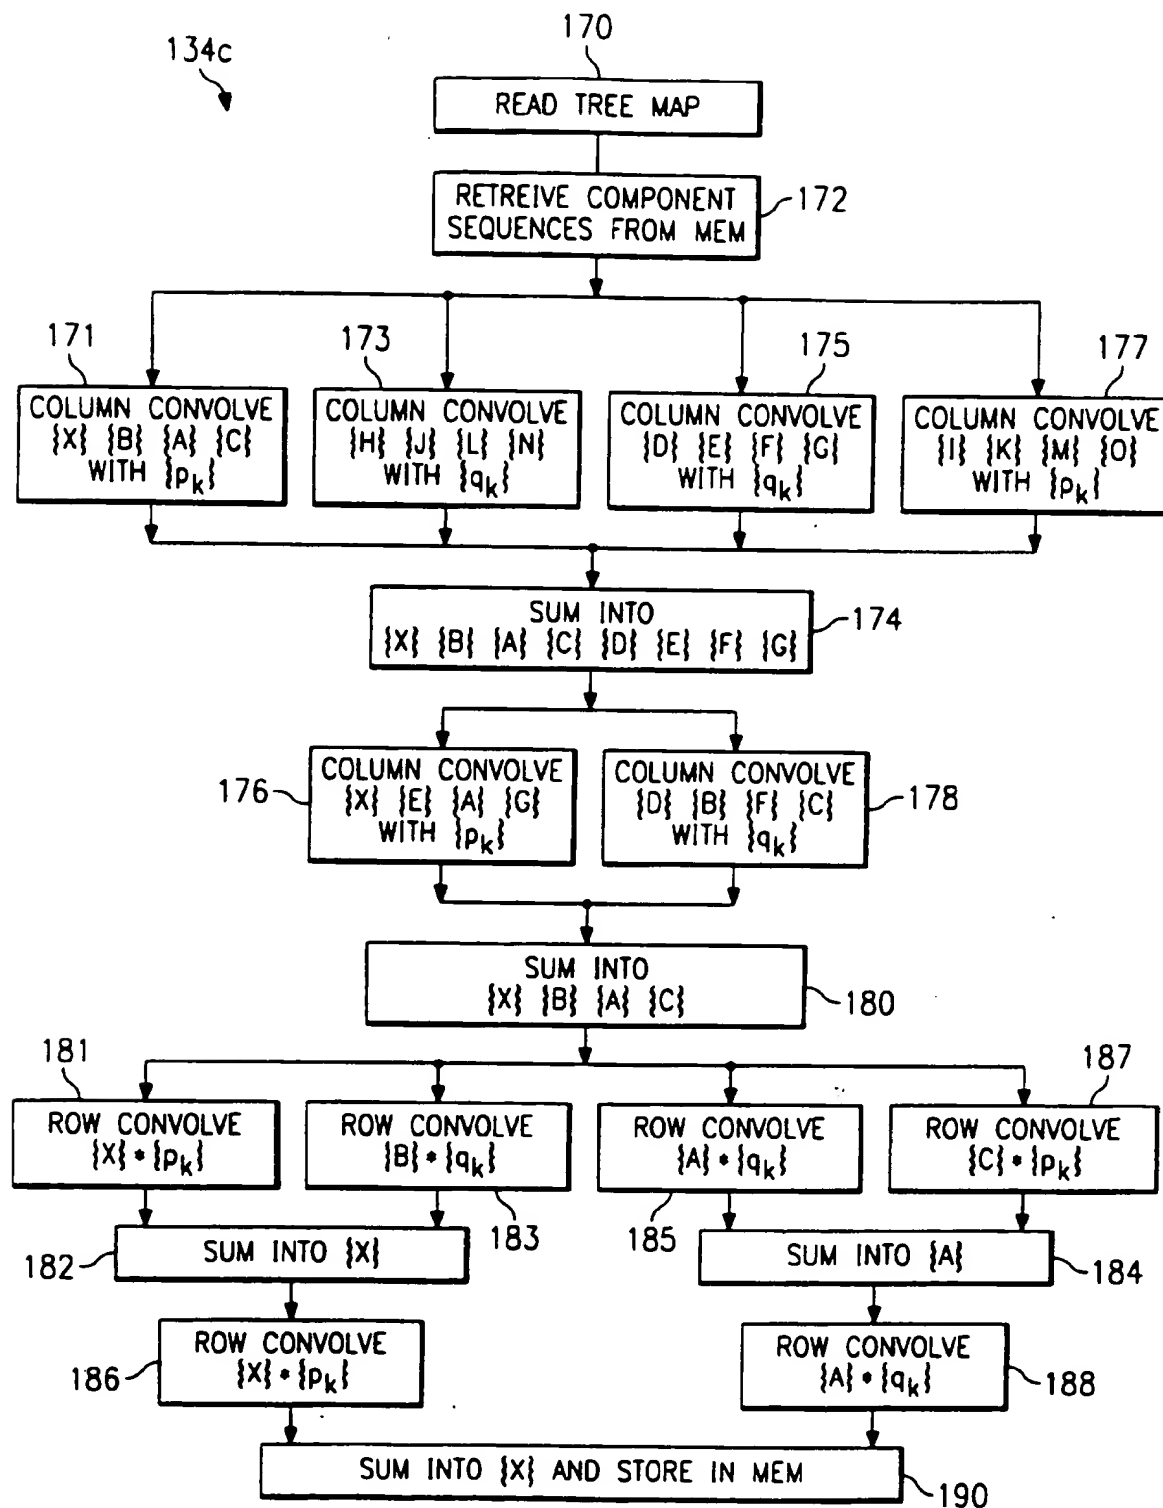 134c
170
READ TREE MAP
RETREIVE COMPONENT
SEQUENCES FROM MEM
172
171
COLUMN CONVOLVE
{X} {B} {A} {C}
WITH {pk}
173
COLUMN CONVOLVE
{H} {J} {L} {N}
WITH {qk}
175
COLUMN CONVOLVE
{D} {E} {F} {G}
WITH {qk}
177
COLUMN CONVOLVE
{I} {K} {M} {O}
WITH {pk}
SUM INTO
{X} {B} {A} {C} {D} {E} {F} {G}
174
176
COLUMN CONVOLVE
{X} {E} {A} {G}
WITH {pk}
COLUMN CONVOLVE
{D} {B} {F} {C}
WITH {qk}
178
SUM INTO
{X} {B} {A} {C}
180
181
ROW CONVOLVE
{X} * {pk}
ROW CONVOLVE
{B} * {qk}
183
ROW CONVOLVE
{A} * {qk}
185
187
ROW CONVOLVE
{C} * {pk}
182
SUM INTO {X}
SUM INTO {A}
184
186
ROW CONVOLVE
{X} * {pk}
ROW CONVOLVE
{A} * {qk}
188
SUM INTO {X} AND STORE IN MEM
190